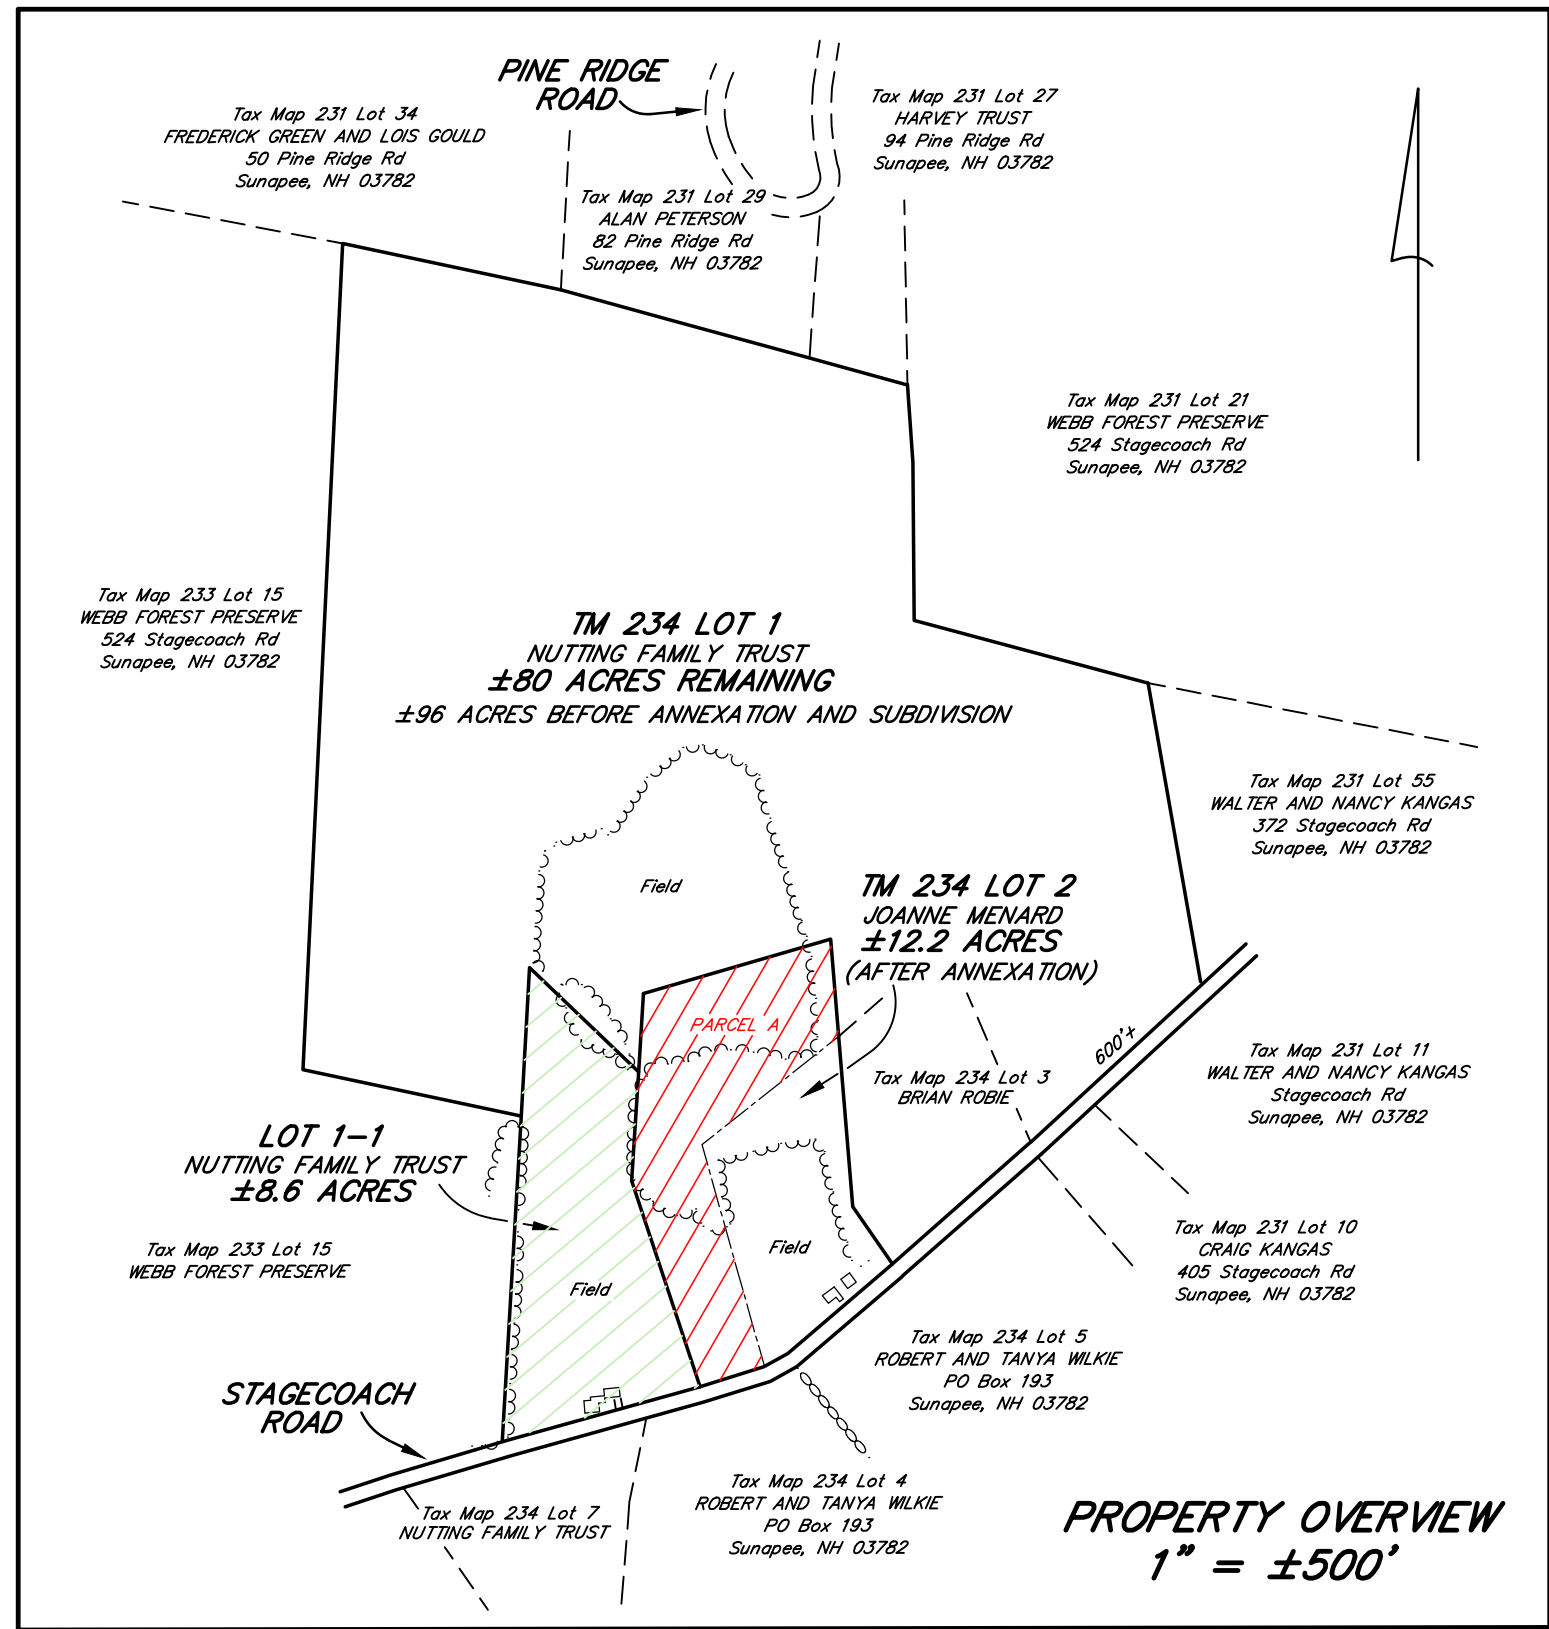 PINE RIDGE
ROAD
Tax Map 231 Lot 34
FREDERICK GREEN AND LOIS GOULD
50 Pine Ridge Rd
Sunapee, NH 03782
Tax Map 231 Lot 27
HARVEY TRUST
94 Pine Ridge Rd
Sunapee, NH 03782
Tax Map 231 Lot 29
ALAN PETERSON
82 Pine Ridge Rd
Sunapee, NH 03782
Tax Map 231 Lot 21
WEBB FOREST PRESERVE
524 Stagecoach Rd
Sunapee, NH 03782
Tax Map 233 Lot 15
WEBB FOREST PRESERVE
524 Stagecoach Rd
Sunapee, NH 03782
TM 234 LOT 1
NUTTING FAMILY TRUST
±80 ACRES REMAINING
±96 ACRES BEFORE ANNEXATION AND SUBDIVISION
Tax Map 231 Lot 55
WALTER AND NANCY KANGAS
372 Stagecoach Rd
Sunapee, NH 03782
Field
TM 234 LOT 2
JOANNE MENARD
±12.2 ACRES
(AFTER ANNEXATION)
PARCEL A
600'+
Tax Map 234 Lot 3
BRIAN ROBIE
Tax Map 231 Lot 11
WALTER AND NANCY KANGAS
Stagecoach Rd
Sunapee, NH 03782
LOT 1-1
NUTTING FAMILY TRUST
±8.6 ACRES
Tax Map 233 Lot 15
WEBB FOREST PRESERVE
Field
Field
Tax Map 231 Lot 10
CRAIG KANGAS
405 Stagecoach Rd
Sunapee, NH 03782
Tax Map 234 Lot 5
ROBERT AND TANYA WILKIE
PO Box 193
Sunapee, NH 03782
STAGECOACH
ROAD
Tax Map 234 Lot 7
NUTTING FAMILY TRUST
Tax Map 234 Lot 4
ROBERT AND TANYA WILKIE
PO Box 193
Sunapee, NH 03782
PROPERTY OVERVIEW
1" = ±500'